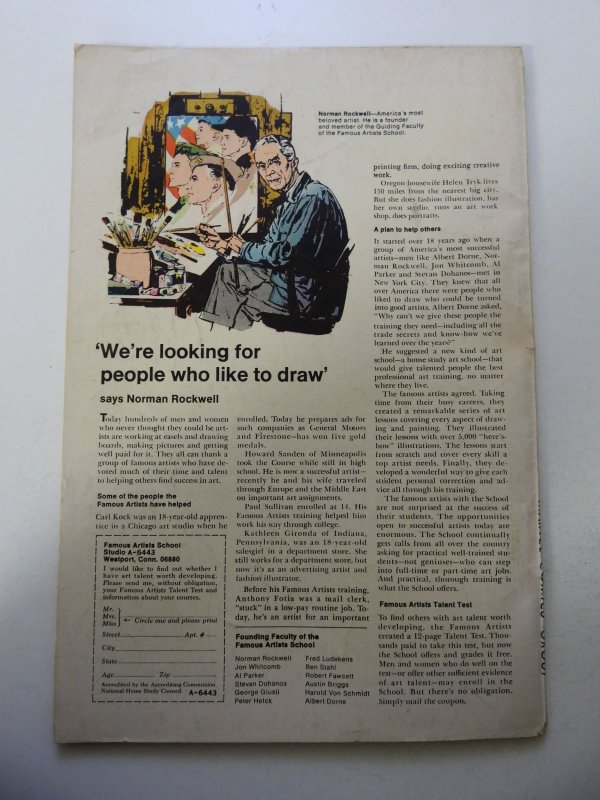 Norman Rockwell—America's most
beloved artist. He is a founder
and member of the Guiding Faculty
of the Famous Artists School.
'We're looking for
people who like to draw'
says Norman Rockwell
Today hundreds of men and women
who never thought they could be art-
ists are working at easels and drawing
boards, making pictures and getting
well paid for it. They all can thank a
group of famous artists who have de-
voted much of their time and talent
to helping others find success in art.
Some of the people the
Famous Artists have helped
Carl Kock was an 18-year-old appren-
tice in a Chicago art studio when he
Famous Artists School
Studio A-6443
Westport, Conn. 06880
I would like to find out whether I
have art talent worth developing.
Please send me, without obligation,
your Famous Artists Talent Test and
information about your courses.
Mr.
Mrs.
Miss
← Circle one and please print
Street Apt. #
City
State
Age Zip
Accredited by the Accrediting Commission
National Home Study Council A-6443
enrolled. Today he prepares ads for
such companies as General Motors
and Firestone—has won five gold
medals.
Howard Sanden of Minneapolis
took the Course while still in high
school. He is now a successful artist—
recently he and his wife traveled
through Europe and the Middle East
on important art assignments.
Paul Sullivan enrolled at 14. His
Famous Artists training helped him
work his way through college.
Kathleen Gironda of Indiana,
Pennsylvania, was an 18-year-old
salesgirl in a department store. She
still works for a department store, but
now it's as an advertising artist and
fashion illustrator.
Before his Famous Artists training,
Anthony Fotia was a mail clerk,
"stuck" in a low-pay routine job. To-
day, he's an artist for an important
Founding Faculty of the
Famous Artists School
Norman Rockwell
Jon Whitcomb
Al Parker
Stevan Dohanos
George Giusti
Peter Helck
Fred Ludekens
Ben Stahl
Robert Fawcett
Austin Briggs
Harold Von Schmidt
Albert Dorne
printing firm, doing exciting creative
work.
Oregon housewife Helen Tryk lives
150 miles from the nearest big city.
But she does fashion illustration, has
her own studio, runs an art work
shop, does portraits.
A plan to help others
It started over 18 years ago when a
group of America's most successful
artists—men like Albert Dorne, Nor-
man Rockwell, Jon Whitcomb, Al
Parker and Stevan Dohanos—met in
New York City. They knew that all
over America there were people who
liked to draw who could be turned
into good artists. Albert Dorne asked,
"Why can't we give these people the
training they need—including all the
trade secrets and know-how we've
learned over the years?"
He suggested a new kind of art
school—a home study art school—that
would give talented people the best
professional art training, no matter
where they live.
The famous artists agreed. Taking
time from their busy careers, they
created a remarkable series of art
lessons covering every aspect of draw-
ing and painting. They illustrated
their lessons with over 5,000 "here's-
how" illustrations. The lessons start
from scratch and cover every skill a
top artist needs. Finally, they de-
veloped a wonderful way to give each
student personal correction and ad-
vice all through his training.
The famous artists with the School
are not surprised at the success of
their students. The opportunities
open to successful artists today are
enormous. The School continually
gets calls from all over the country
asking for practical well-trained stu-
dents—not geniuses—who can step
into full-time or part-time art jobs.
And practical, thorough training is
what the School offers.
Famous Artists Talent Test
To find others with art talent worth
developing, the Famous Artists
created a 12-page Talent Test. Thou-
sands paid to take this test, but now
the School offers and grades it free.
Men and women who do well on the
test—or offer other sufficient evidence
of art talent—may enroll in the
School. But there's no obligation.
Simply mail the coupon.